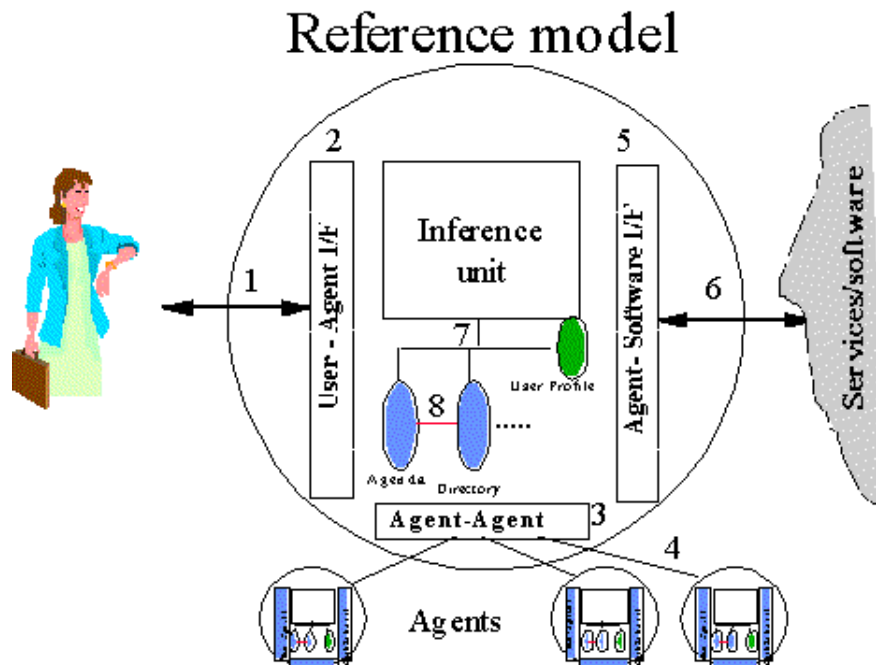 Reference model
2
5
Inference
unit
User - Agent I/F
Agent- Software I/F
Services/software
1
6
7
User Profile
8
.....
Agenda
Directory
Agent-Agent
3
4
Agents